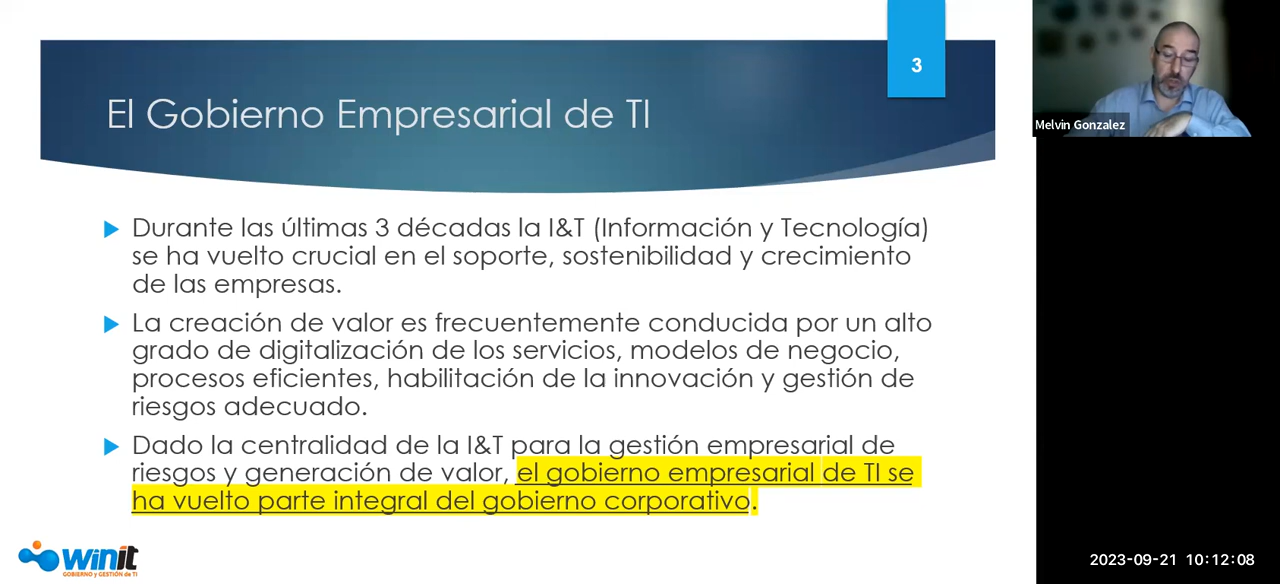 3
El Gobierno Empresarial de TI
Durante las últimas 3 décadas la I&T (Información y Tecnología)
se ha vuelto crucial en el soporte, sostenibilidad y crecimiento
de las empresas.
La creación de valor es frecuentemente conducida por un alto
grado de digitalización de los servicios, modelos de negocio,
procesos eficientes, habilitación de la innovación y gestión de
riesgos adecuado.
Dado la centralidad de la I&T para la gestión empresarial de
riesgos y generación de valor, el gobierno empresarial de TI se
ha vuelto parte integral del gobierno corporativo.
winit
GOBIERNO y GESTIÓN de TI
Melvin Gonzalez
2023-09-21 10:12:08